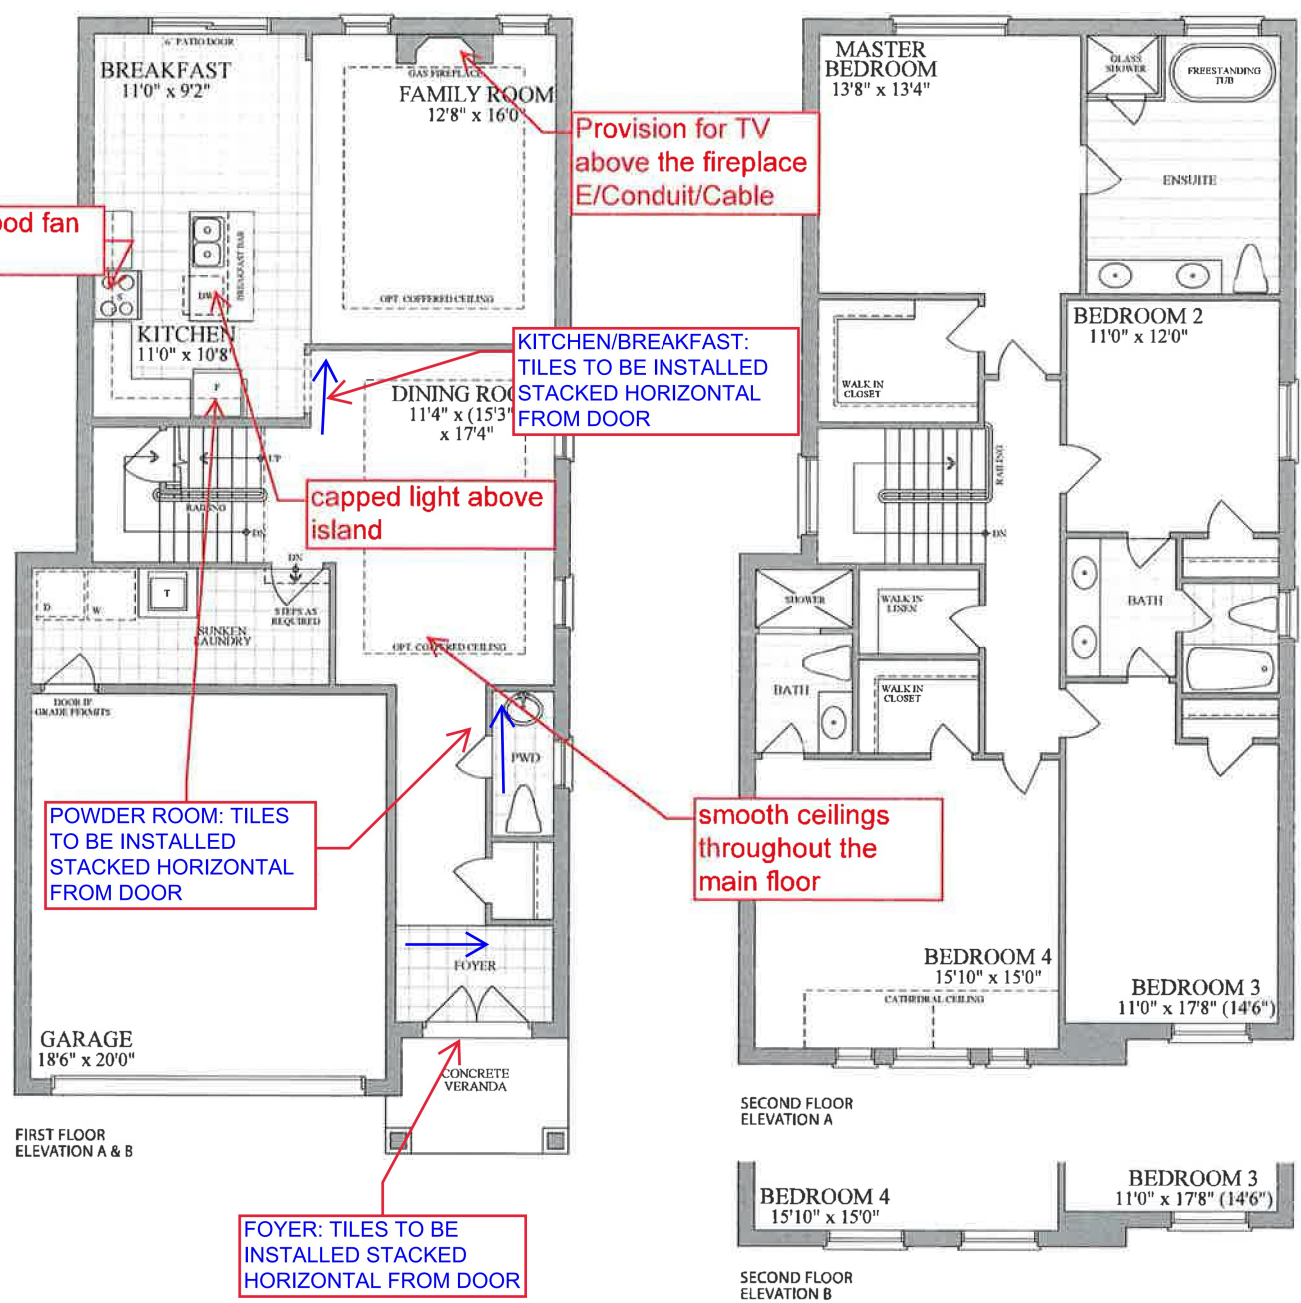 6' PATIO DOOR
BREAKFAST
11'0" x 9'2"
GAS FIREPLACE
FAMILY ROOM
12'8" x 16'0"
Provision for TV
above the fireplace
E/Conduit/Cable
ood fan
BREAKFAST BAR
DW
S
OPT. COFFERED CEILING
KITCHEN
11'0" x 10'8"
F
KITCHEN/BREAKFAST:
TILES TO BE INSTALLED
STACKED HORIZONTAL
FROM DOOR
DINING ROO
11'4" x (15'3"
x 17'4"
UP
capped light above
island
RAILING
DN
DN
D
W
T
STEPS AS
REQUIRED
SUNKEN
LAUNDRY
OPT. COFFERED CEILING
DOOR IF
GRADE PERMITS
PWD
POWDER ROOM: TILES
TO BE INSTALLED
STACKED HORIZONTAL
FROM DOOR
smooth ceilings
throughout the
main floor
FOYER
GARAGE
18'6" x 20'0"
CONCRETE
VERANDA
FIRST FLOOR
ELEVATION A & B
FOYER: TILES TO BE
INSTALLED STACKED
HORIZONTAL FROM DOOR
MASTER
BEDROOM
13'8" x 13'4"
GLASS
SHOWER
FREESTANDING
TUB
ENSUITE
BEDROOM 2
11'0" x 12'0"
WALK IN
CLOSET
RAILING
DN
SHOWER
WALK IN
LINEN
BATH
BATH
WALK IN
CLOSET
BEDROOM 4
15'10" x 15'0"
CATHEDRAL CEILING
BEDROOM 3
11'0" x 17'8" (14'6")
SECOND FLOOR
ELEVATION A
BEDROOM 4
15'10" x 15'0"
BEDROOM 3
11'0" x 17'8" (14'6")
SECOND FLOOR
ELEVATION B